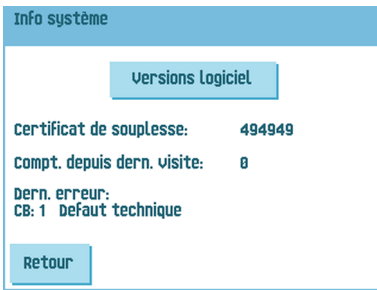 Info système
Versions logiciel
Certificat de souplesse: 494949
Compt. depuis dern. visite: 0
Dern. erreur:
CB: 1 Defaut technique
Retour